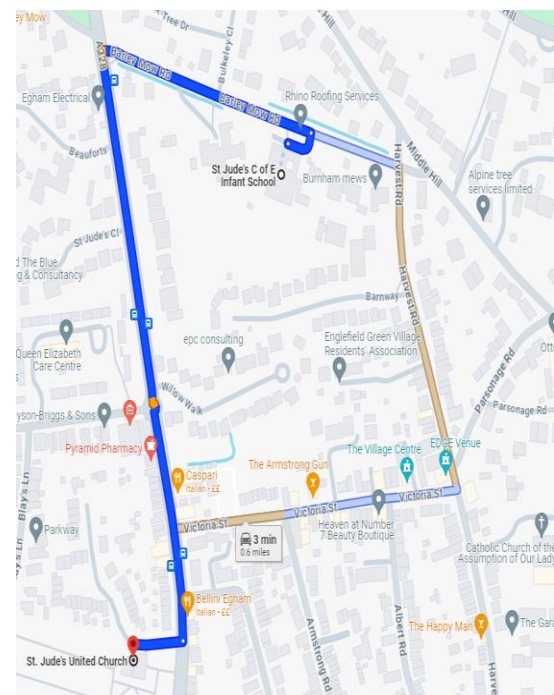 ey Mow
Tree Dr
Bulkeley Cl
A328
Barley Mow Rd
Egham Electrical
Barley Mow Rd
Rhino Roofing Services
Middle Hill
Beauforts
St Jude's C of E
Infant School
Burnham mews
Harvest Rd
Alpine tree
services limited
St Jude's Cl
d The Blue
g & Consultancy
Harvest Rd
Barnway
epc consulting
Englefield Green Village
Residents' Association
Queen Elizabeth
Care Centre
Parsonage Rd
Parsonage Rd
Willow Walk
yson-Briggs & Sons
Pyramid Pharmacy
The Village Centre
EDGE Venue
Blay's Ln
Caspari
Italian · ££
The Armstrong Gun
Victoria St
Victoria St
Victoria St
Parkway
3 min
0.6 miles
Heaven at Number
7 Beauty Boutique
Catholic Church of the
Assumption of Our Lady
Bellini Egham
Italian · ££
Armstrong Rd
Albert Rd
The Happy Man
The Gar
St. Jude's United Church
Harve